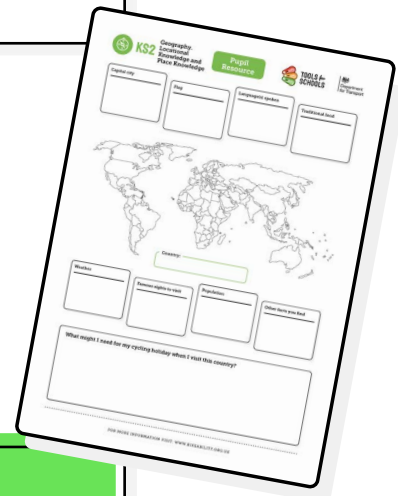 KS2
Geography.
Locational
Knowledge and
Place Knowledge
Pupil
Resource
TOOLS for
SCHOOLS
Department
for Transport
Capital city
Flag
Languages spoken
Traditional food
Country:
Weather
Famous sights to visit
Population
Other facts you find
What might I need for my cycling holiday when I visit this country?
FOR MORE INFORMATION VISIT: WWW.BIKEABILITY.ORG.UK